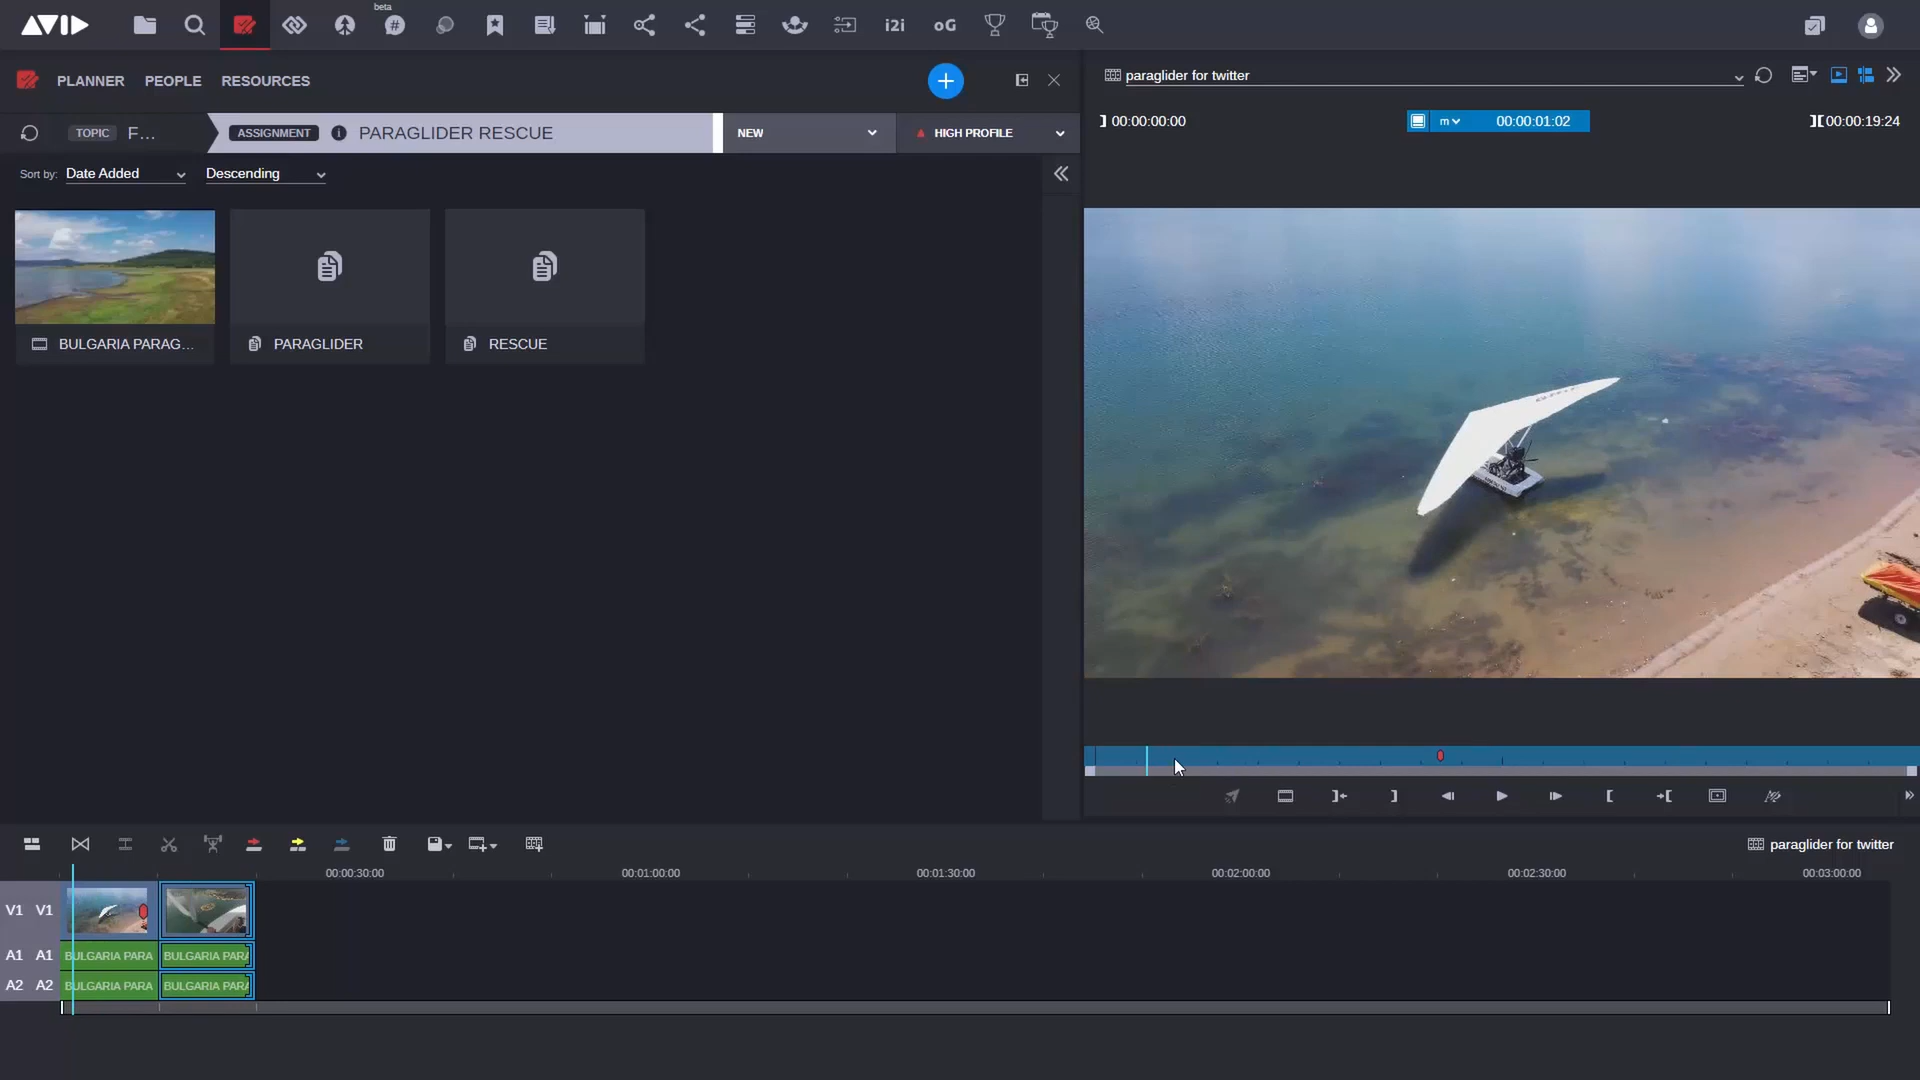 AVID
beta
#
i2i
oG
PLANNER PEOPLE RESOURCES
+
TOPIC F...
ASSIGNMENT i PARAGLIDER RESCUE
NEW
HIGH PROFILE
Sort by: Date Added Descending
BULGARIA PARAG...
PARAGLIDER
RESCUE
paraglider for twitter
00:00:00:00
m 00:00:01:02
00:00:19:24
paraglider for twitter
00:00:30:00 00:01:00:00 00:01:30:00 00:02:00:00 00:02:30:00 00:03:00:00
V1 V1
A1 A1 BULGARIA PARA BULGARIA PARA
A2 A2 BULGARIA PARA BULGARIA PARA